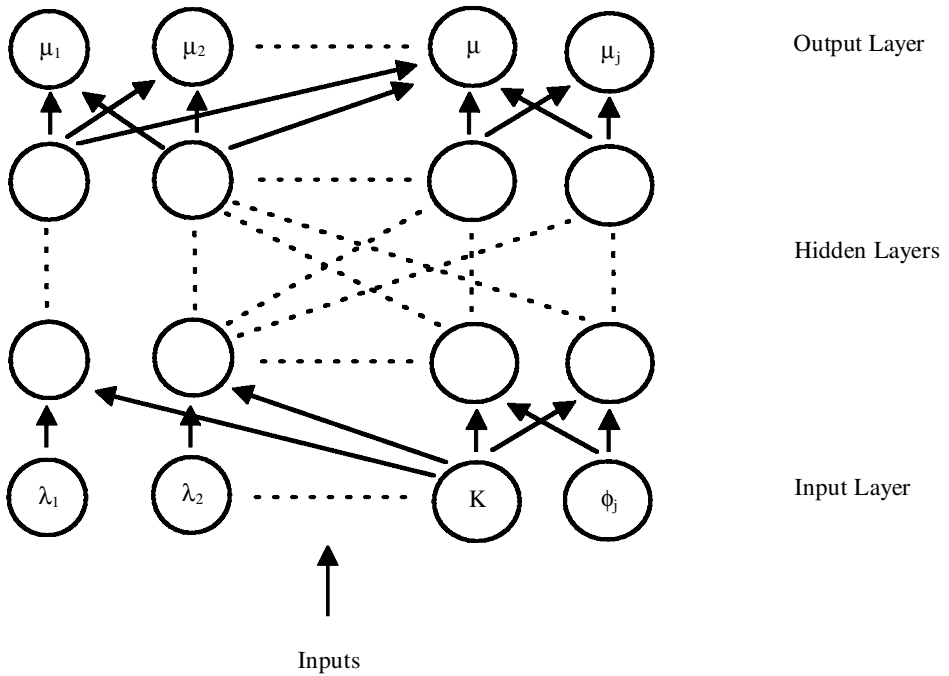 μ₁ μ₂ μ μⱼ Output Layer
Hidden Layers
λ₁ λ₂ K ϕⱼ Input Layer
Inputs